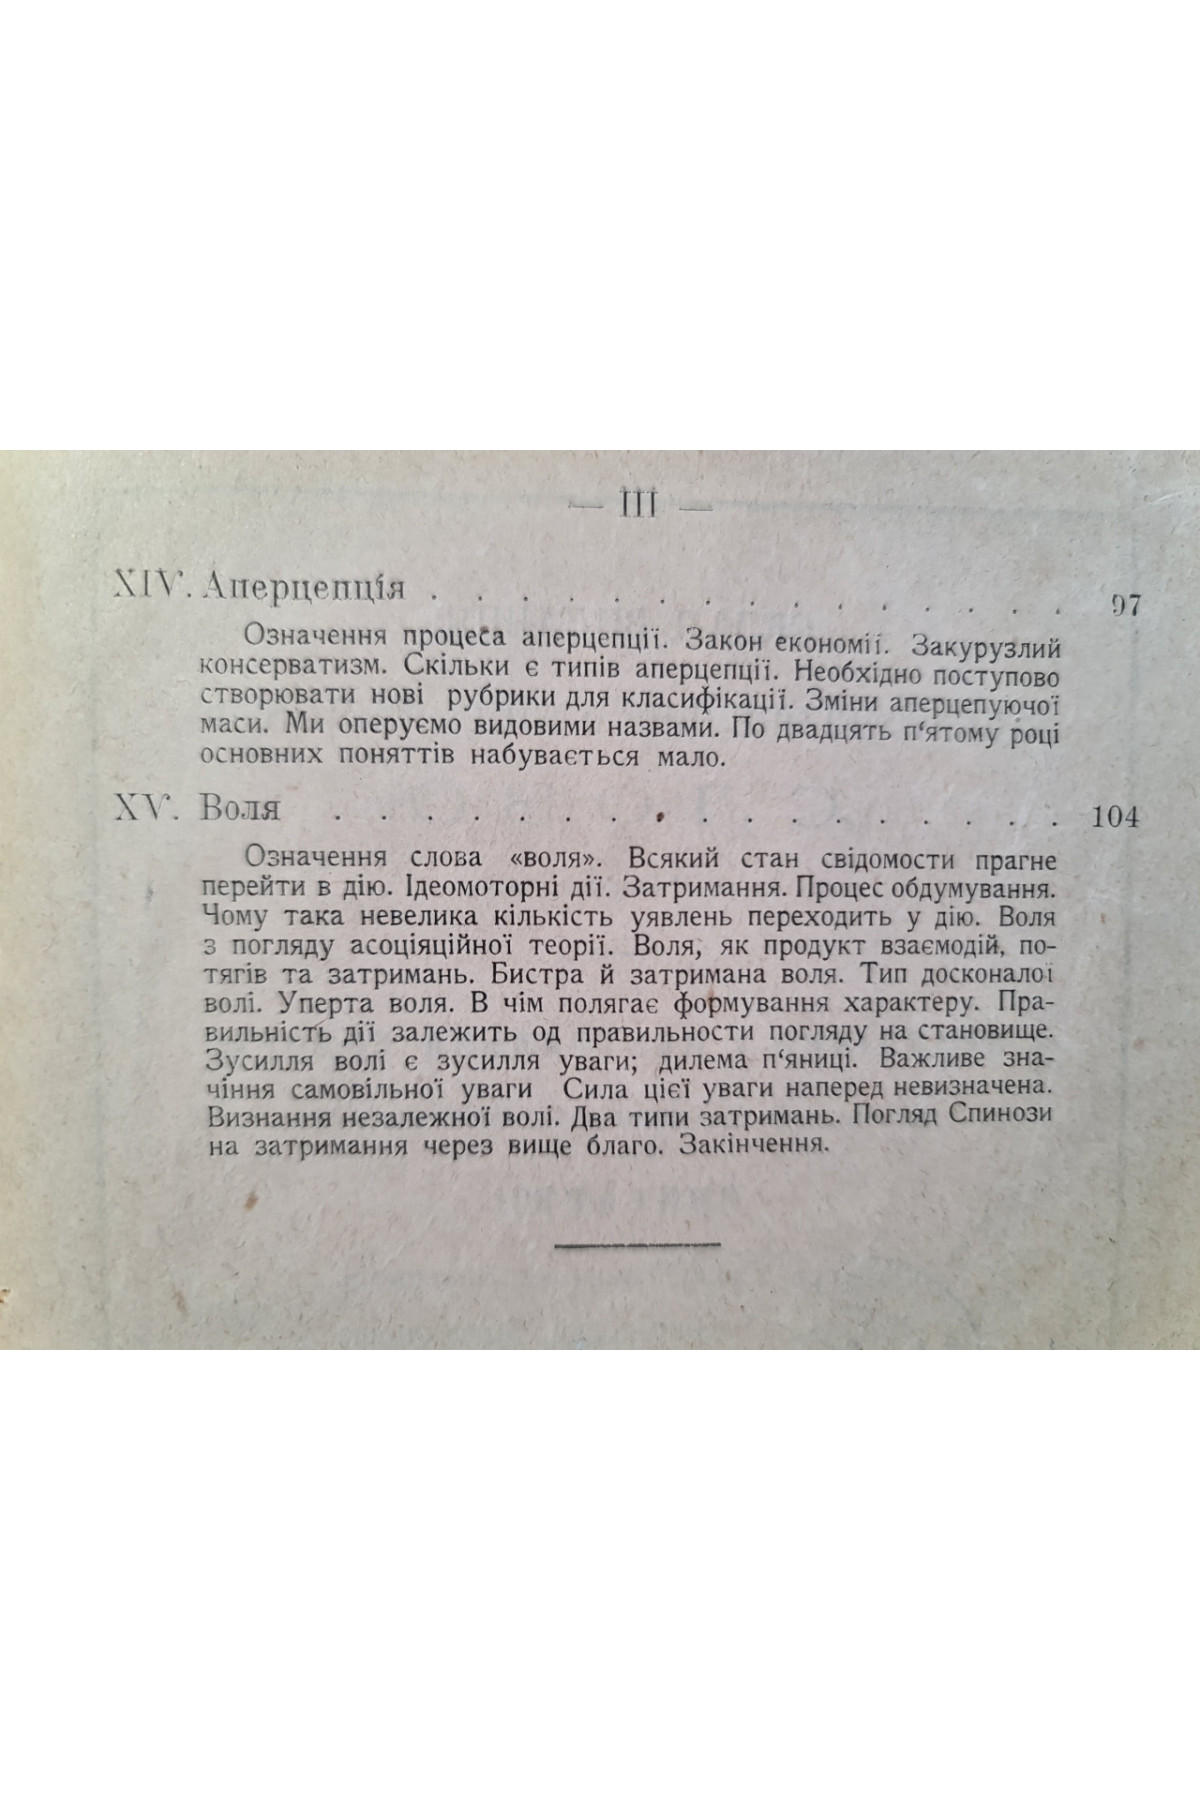 — III —
XIV. Аперцепція . . . . . . . . . . . . . . . 97
Означення процеса аперцепції. Закон економії. Закурузлий
консерватизм. Скільки є типів аперцепції. Необхідно поступово
створювати нові рубрики для класифікації. Зміни аперцепуючої
маси. Ми оперуємо видовими назвами. По двадцять п‘ятому році
основних поняттів набувається мало.
XV. Воля . . . . . . . . . . . . . . . . . 104
Означення слова «воля». Всякий стан свідомости прагне
перейти в дію. Ідеомоторні дії. Затримання. Процес обдумування.
Чому така невелика кількість уявлень переходить у дію. Воля
з погляду асоціяційної теорії. Воля, як продукт взаємодій, по-
тягів та затримань. Бистра й затримана воля. Тип досконалої
волі. Уперта воля. В чім полягає формування характеру. Пра-
вильність дії залежить од правильности погляду на становище.
Зусилля волі є зусилля уваги; дилема п‘яниці. Важливе зна-
чіння самовільної уваги Сила цієї уваги наперед невизначена.
Визнання незалежної волі. Два типи затримань. Погляд Спинози
на затримання через вище благо. Закінчення.